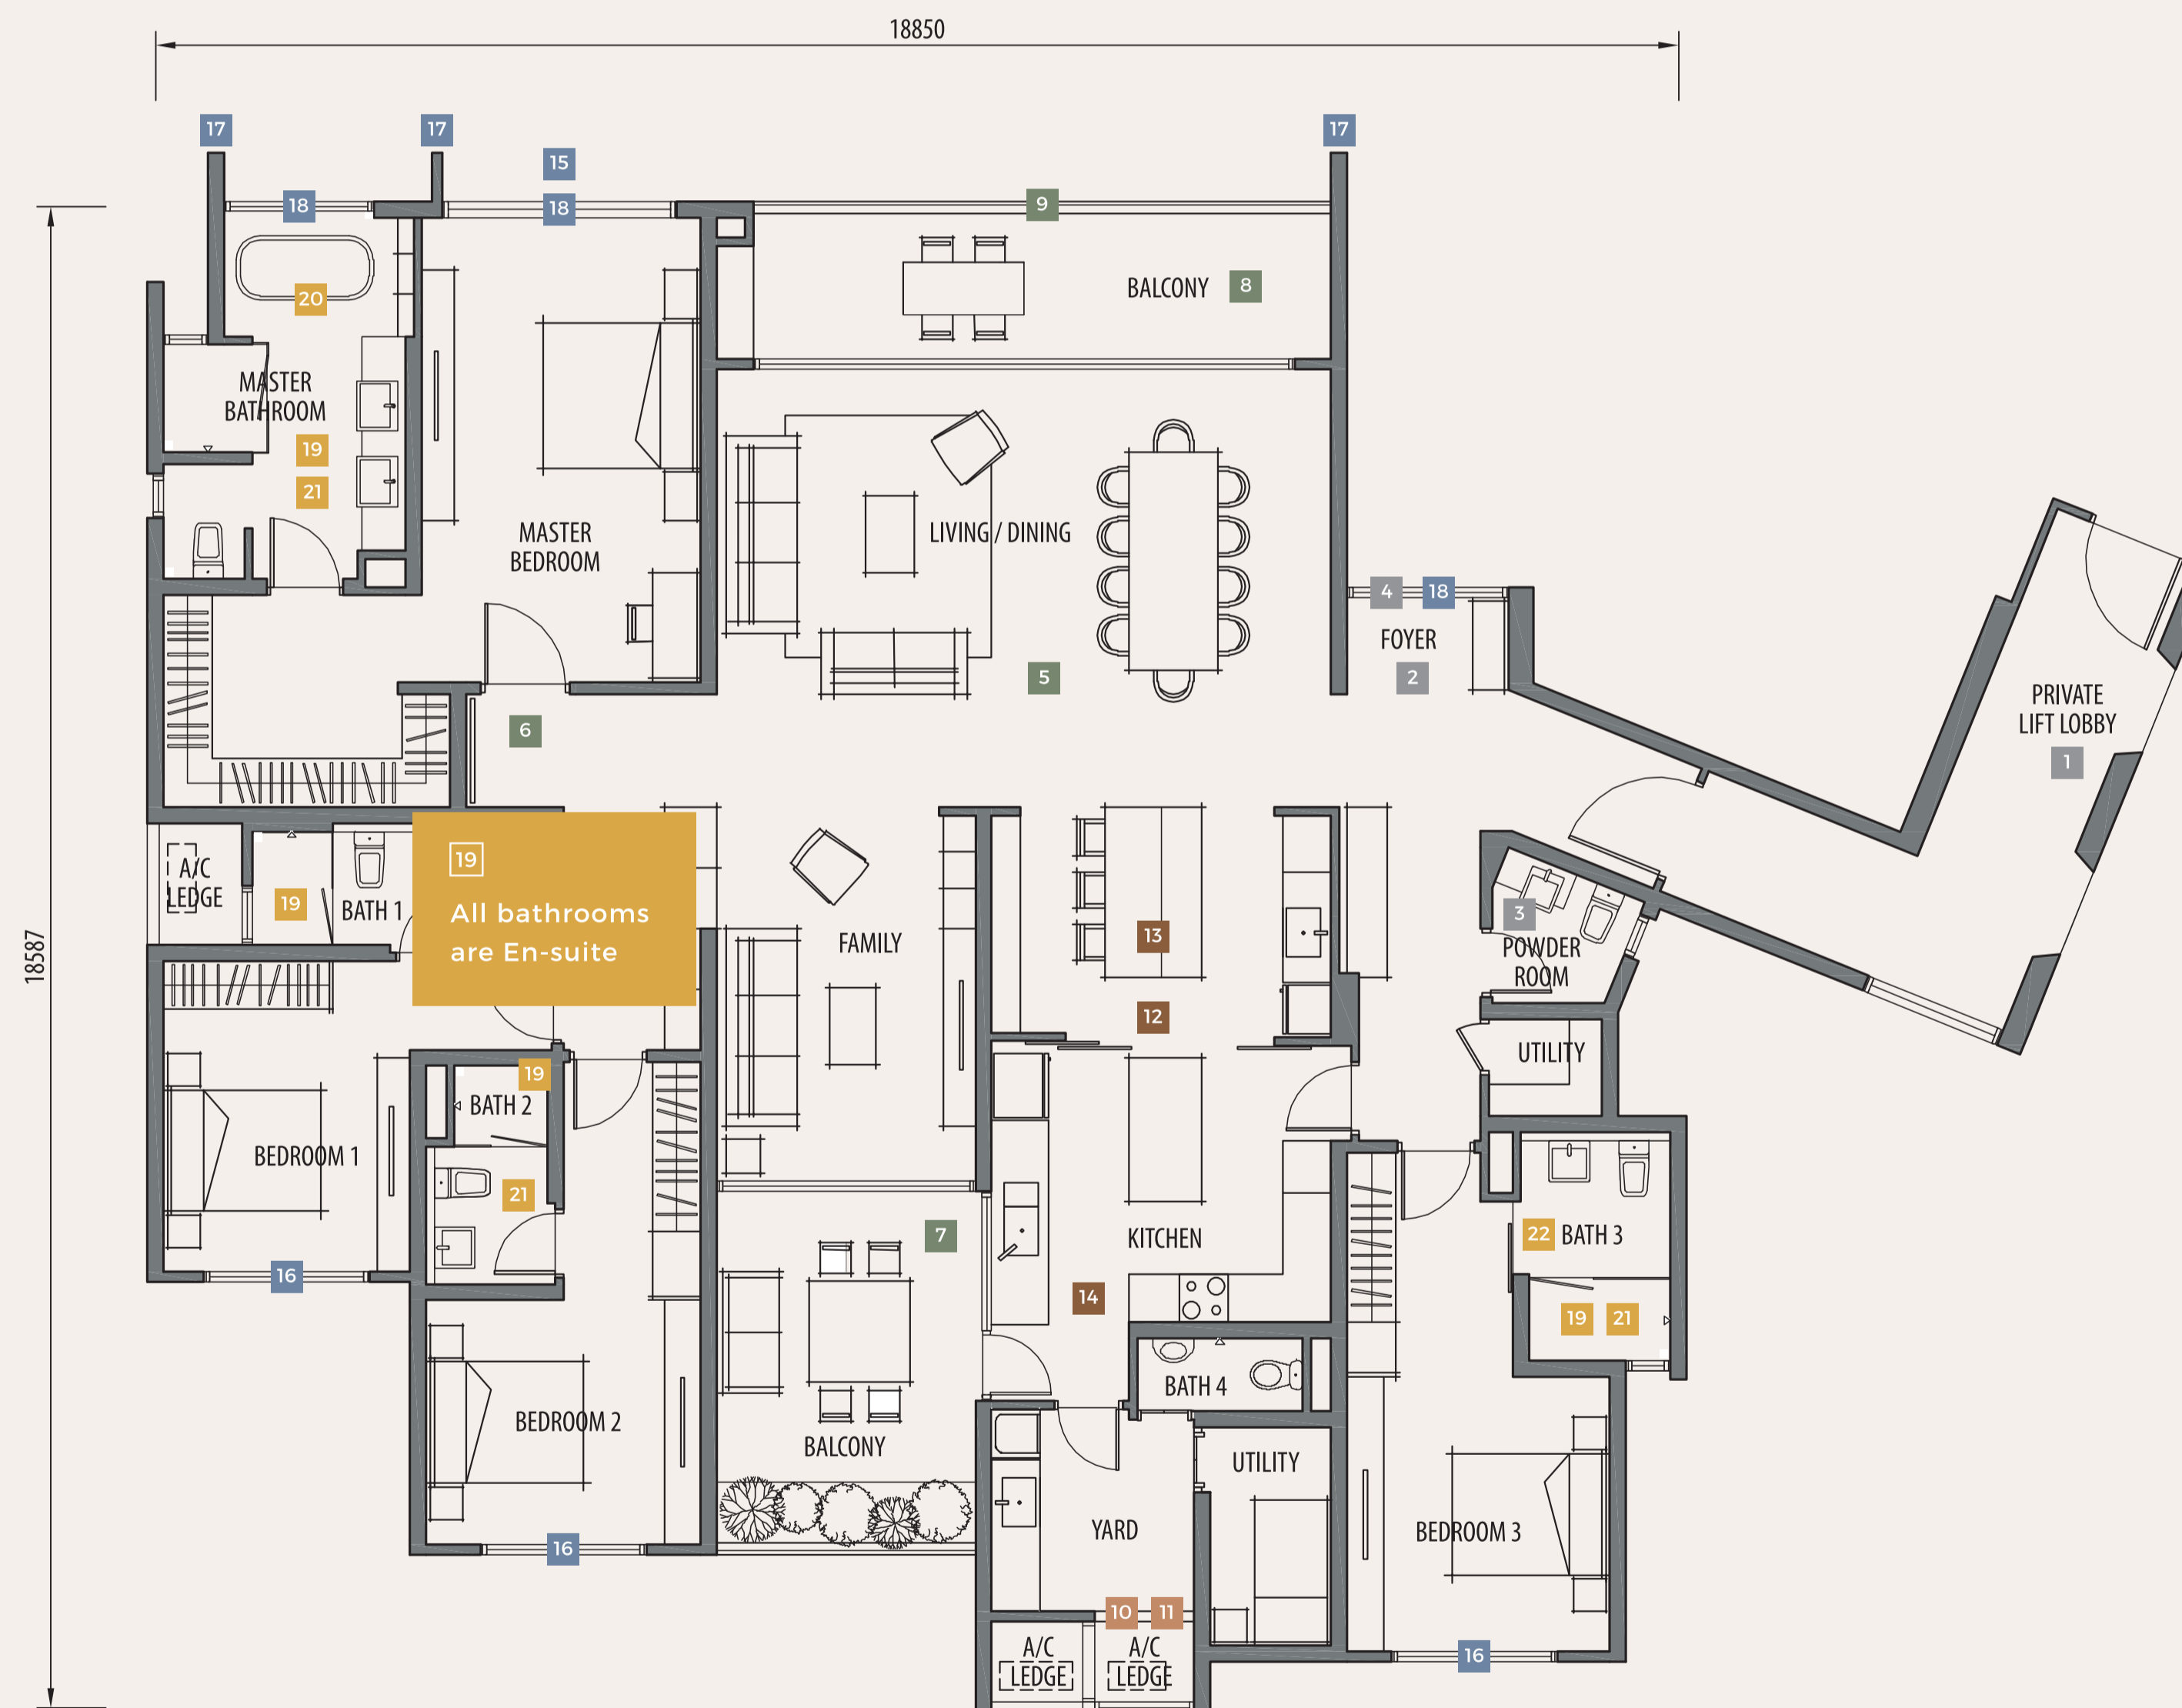 18850
17
17
17
15
18
18
9
BALCONY 8
20
MASTER
BATHROOM
19
21
MASTER
BEDROOM
LIVING / DINING
4 18
FOYER
2
5
6
PRIVATE
LIFT LOBBY
1
18587
A/C
LEDGE
19
BATH 1
19
All bathrooms
are En-suite
FAMILY
13
12
3
POWDER
ROOM
UTILITY
19
BATH 2
BEDROOM 1
21
16
7
KITCHEN
14
22 BATH 3
19 21
BATH 4
BEDROOM 2
BALCONY
UTILITY
YARD
BEDROOM 3
16
10 11
A/C
LEDGE
A/C
LEDGE
16